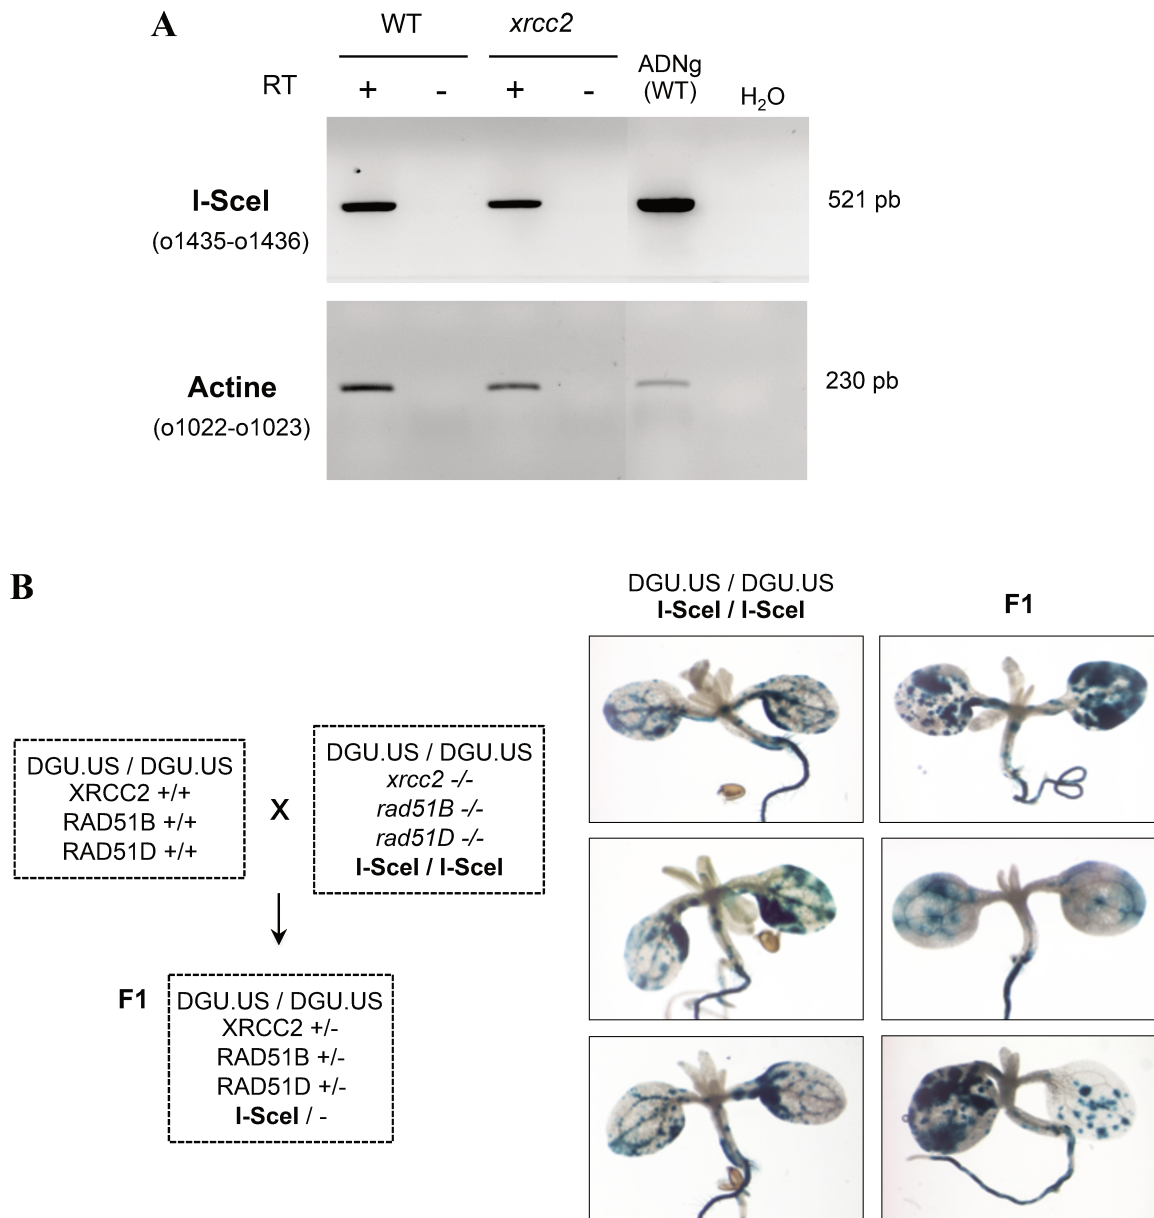 A
WT
xrcc2
ADNg
(WT)
H₂O
RT
+
-
+
-
I-SceI
(o1435-o1436)
521 pb
Actine
(o1022-o1023)
230 pb
B
DGU.US / DGU.US
I-SceI / I-SceI
F1
DGU.US / DGU.US
XRCC2 +/+
RAD51B +/+
RAD51D +/+
X
DGU.US / DGU.US
xrcc2 -/-
rad51B -/-
rad51D -/-
I-SceI / I-SceI
F1
DGU.US / DGU.US
XRCC2 +/-
RAD51B +/-
RAD51D +/-
I-SceI / -